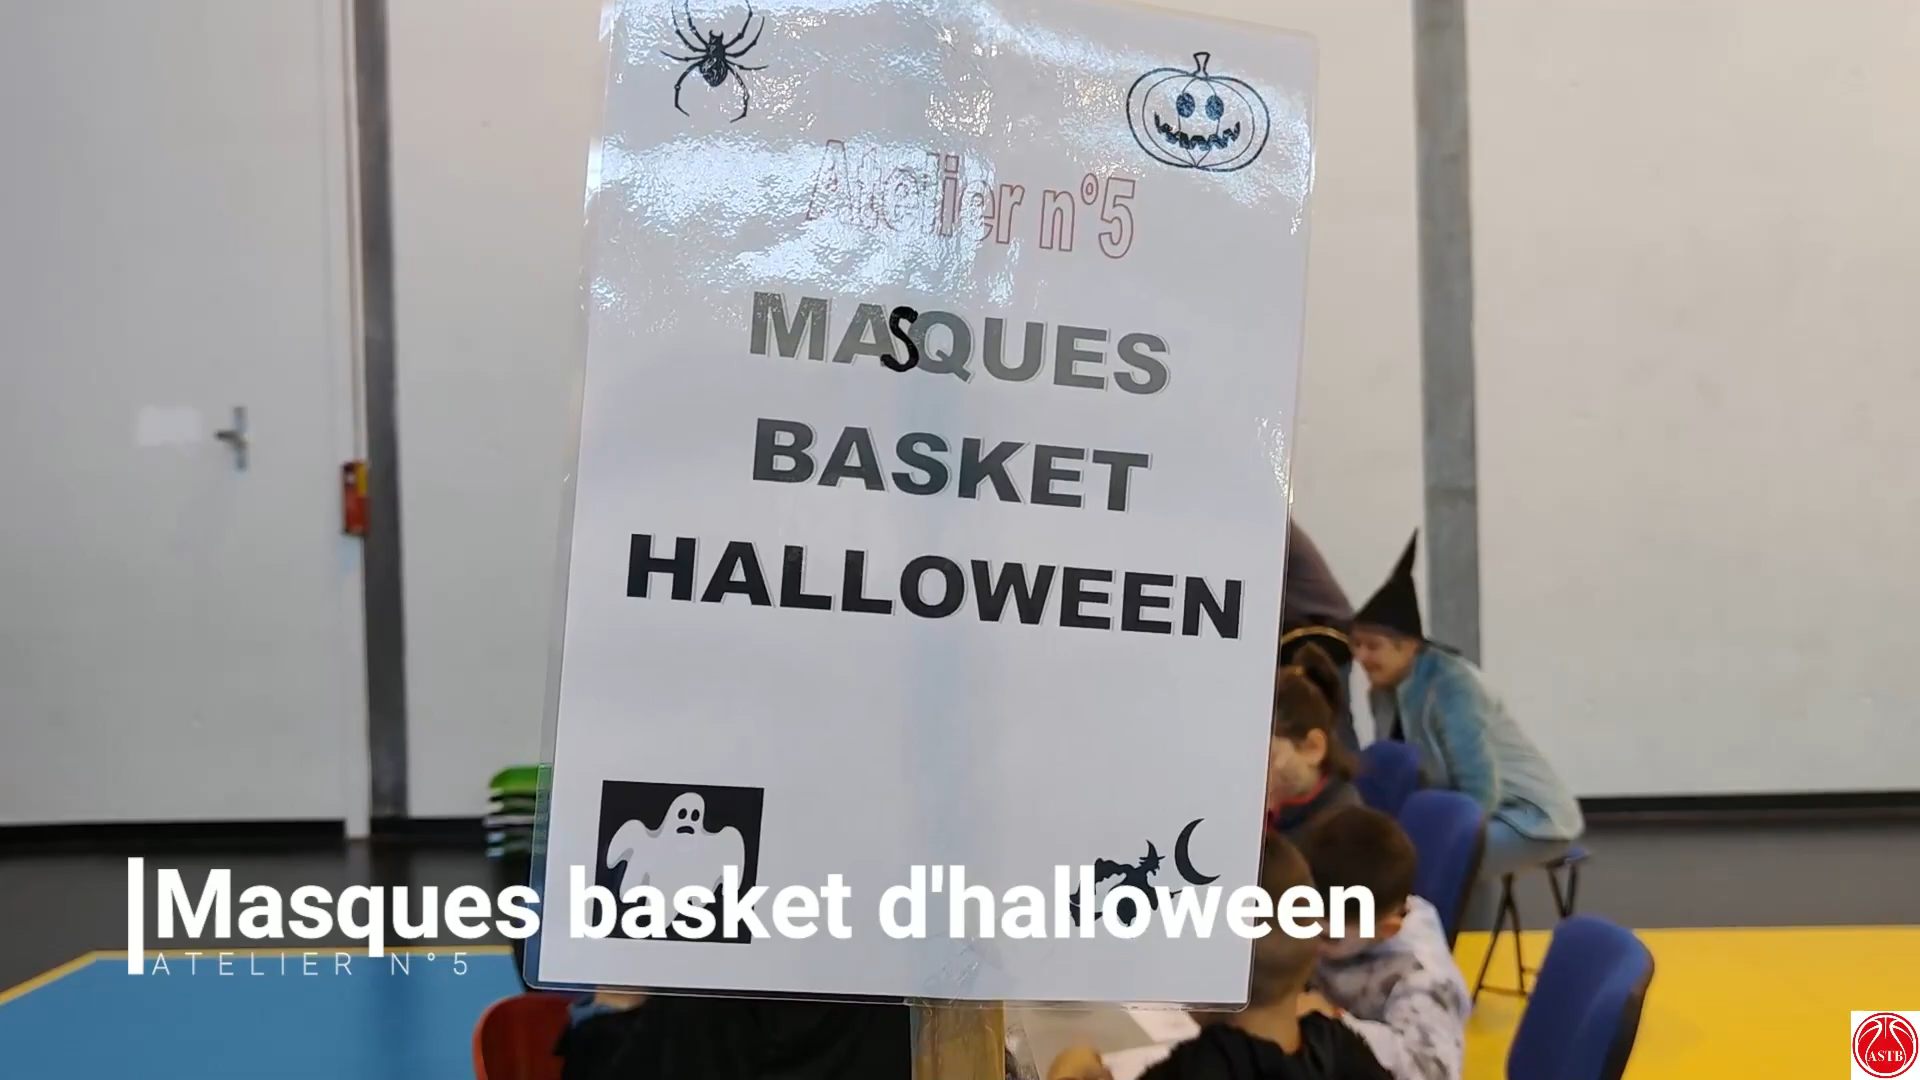 Atelier n°5
MASQUES
BASKET
HALLOWEEN
Masques basket d'halloween
ATELIER N°5
ASTB